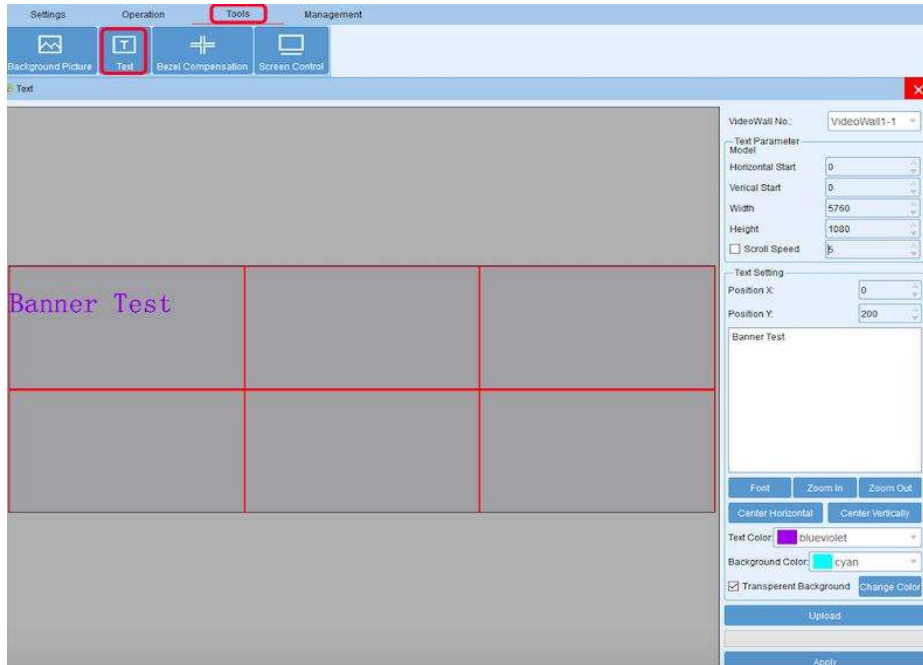 Settings Operation Tools Management
Background Picture Text Bezel Compensation Screen Control
Text
VideoWall No.: VideoWall1-1
Text Parameter
Model
Horizontal Start 0
Verical Start 0
Width 5760
Height 1080
Scroll Speed 5
Text Setting
Position X: 0
Position Y: 200
Banner Test
Banner Test
Font Zoom In Zoom Out
Center Horizontal Center Vertically
Text Color: blueviolet
Background Color: cyan
Transperent Background Change Color
Upload
Apply